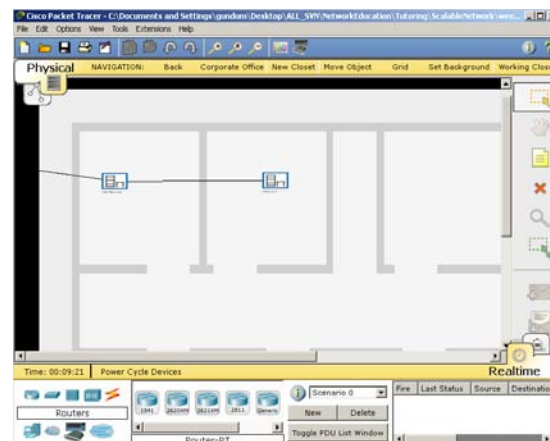 Cisco Packet Tracer - C:\Documents and Settings\gundum\Desktop\ALL_SVN\NetworkEducation\Tutoring\ScalableNetwork\wee...
File Edit Options View Tools Extensions Help
Physical NAVIGATION: Back Corporate Office New Closet Move Object Grid Set Background Working Clos
Time: 00:09:21 Power Cycle Devices Realtime
Routers
1841 2620XM 2621XM 2811 Generic
Router-PT
Scenario 0
New Delete
Toggle PDU List Window
Fire Last Status Source Destinatio